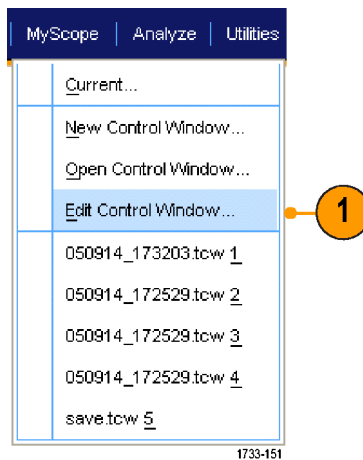 MyScope | Analyze | Utilities
Current...
New Control Window...
Open Control Window...
Edit Control Window...
1
050914_173203.tcw 1
050914_172529.tcw 2
050914_172529.tcw 3
050914_172529.tcw 4
save.tcw 5
1733-151